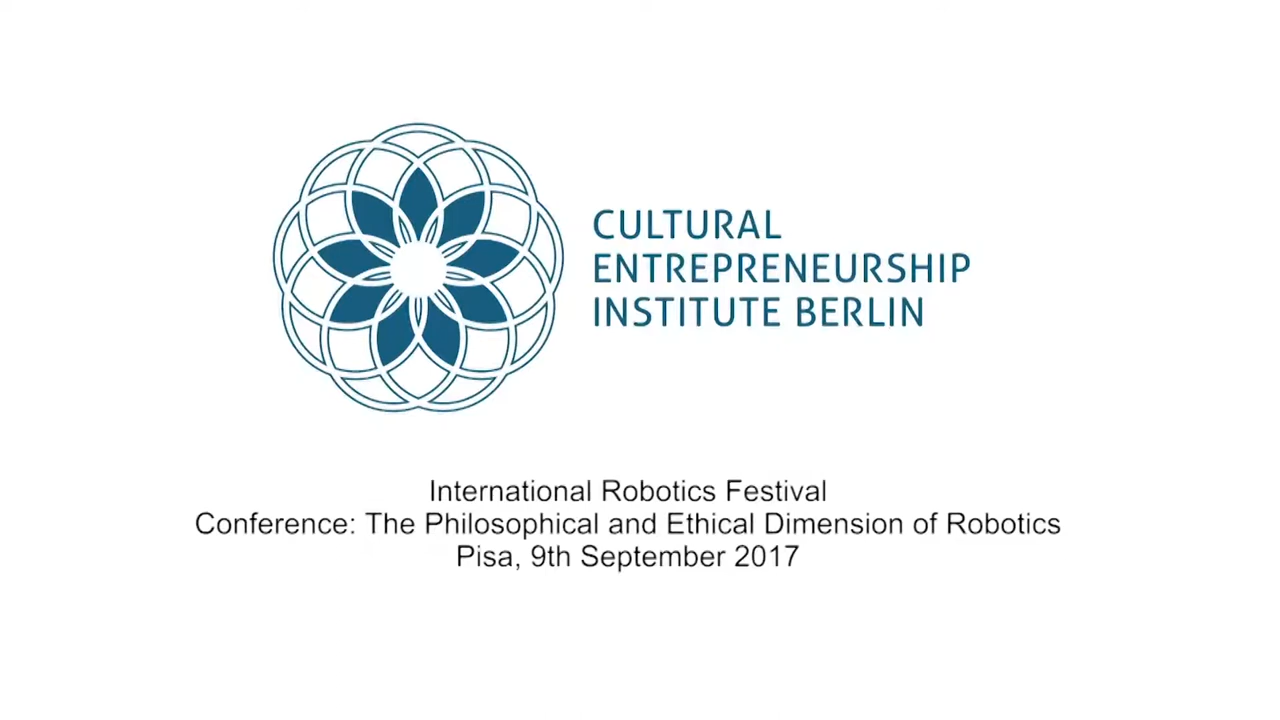 CULTURAL
ENTREPRENEURSHIP
INSTITUTE BERLIN
International Robotics Festival
Conference: The Philosophical and Ethical Dimension of Robotics
Pisa, 9th September 2017